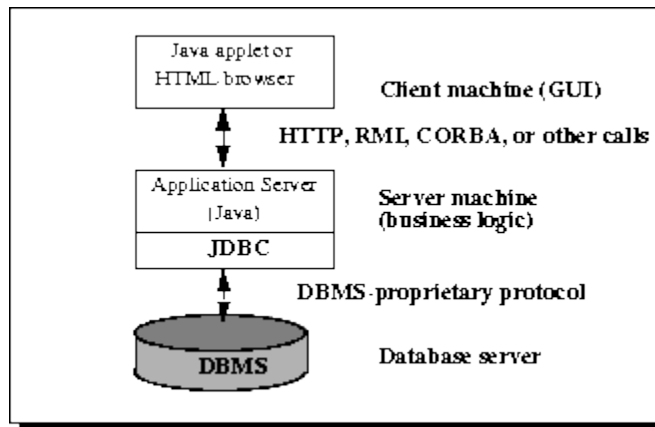 Java applet or
HTML browser
Client machine (GUI)
HTTP, RMI, CORBA, or other calls
Application Server
(Java)
JDBC
Server machine
(business logic)
DBMS-proprietary protocol
DBMS
Database server